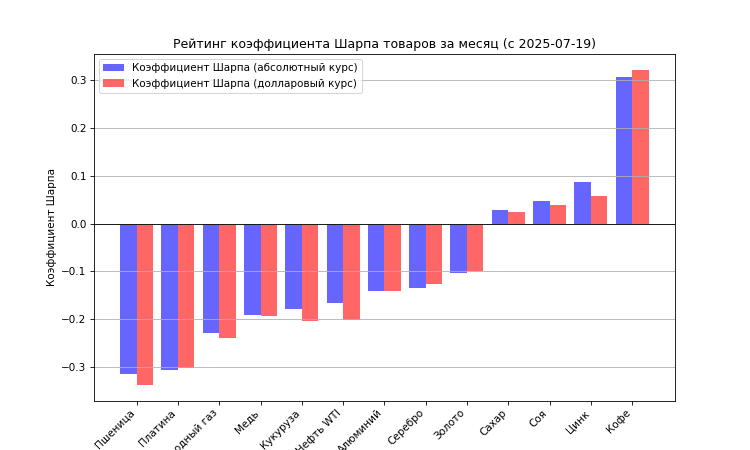 Рейтинг коэффициента Шарпа товаров за месяц (с 2025-07-19)
Коэффициент Шарпа (абсолютный курс)
Коэффициент Шарпа (долларовый курс)
Коэффициент Шарпа
0.3
0.2
0.1
0.0
−0.1
−0.2
−0.3
Пшеница
Платина
одный газ
Медь
Кукуруза
Нефть WTI
Алюминий
Серебро
Золото
Сахар
Соя
Цинк
Кофе